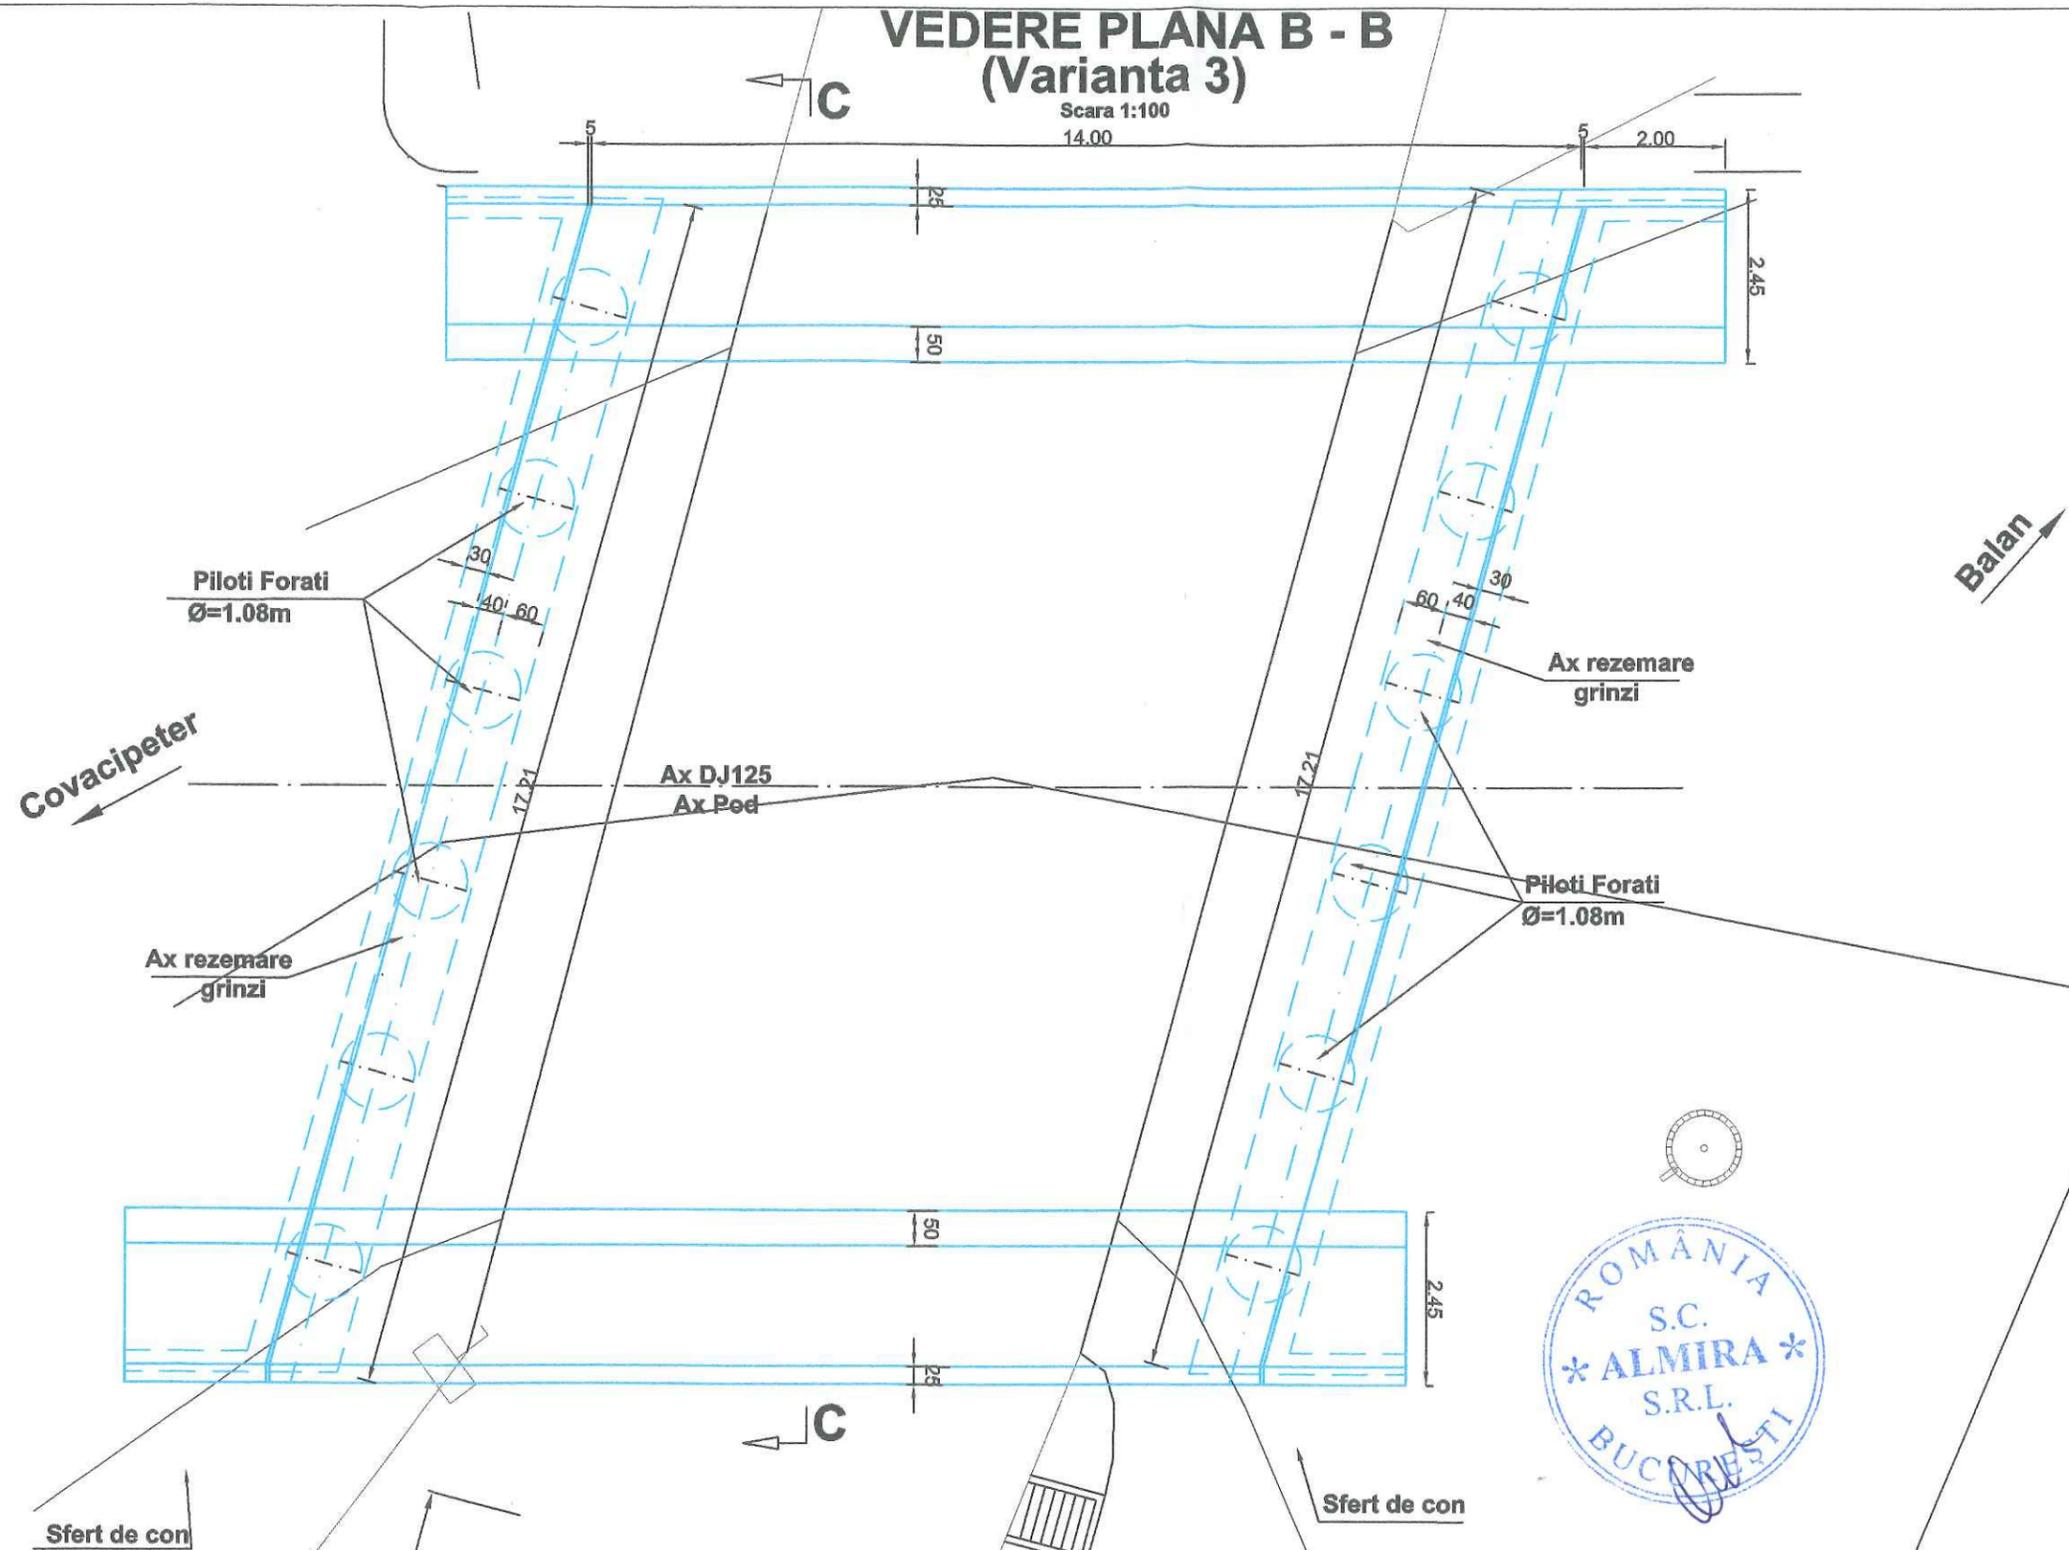 VEDERE PLANA B - B
(Varianta 3)
Scara 1:100
C
5
14.00
5
2.00
25
2.45
50
Piloti Forati
Ø=1.08m
30
40
60
30
60
40
Ax rezemare
grinzi
Balan
Covacipeter
17.21
Ax DJ125
Ax Pod
17.21
Piloti Forati
Ø=1.08m
Ax rezemare
grinzi
50
2.45
25
C
ROMÂNIA
S.C.
* ALMIRA *
S.R.L.
BUCUREŞTI
Sfert de con
Sfert de con